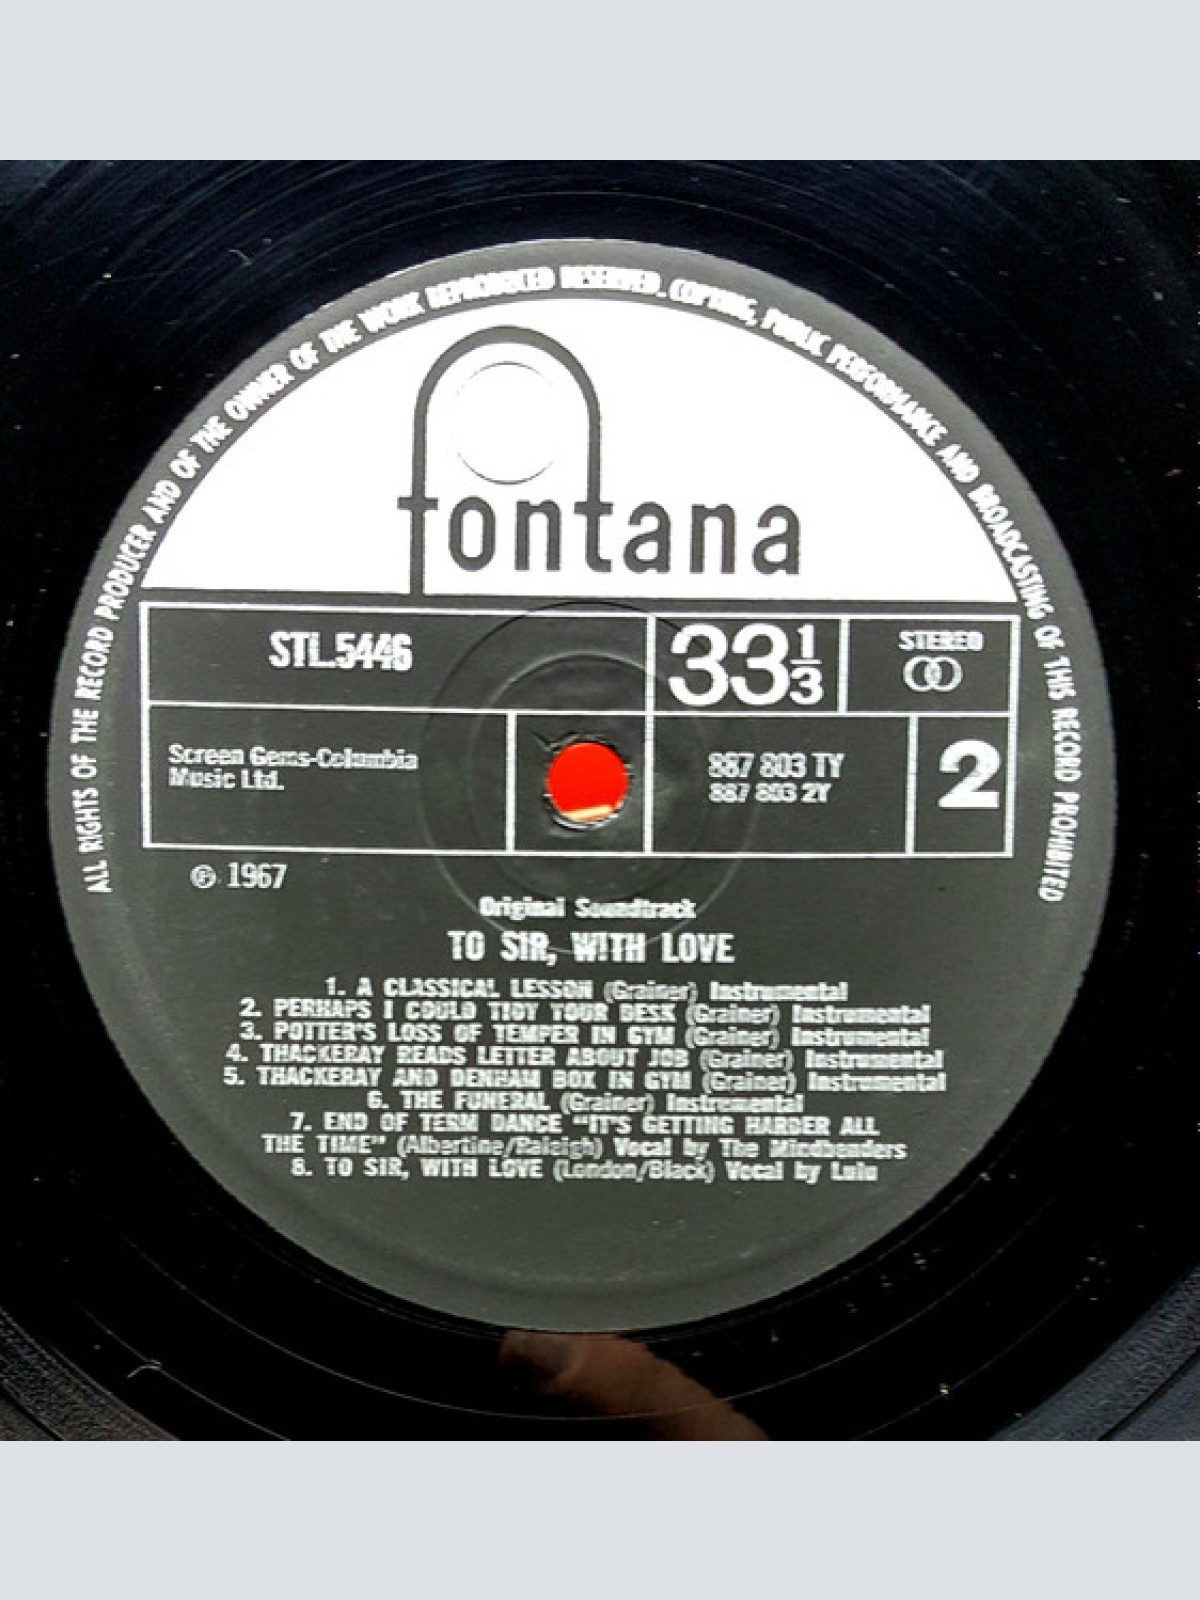 ALL RIGHTS OF THE RECORD PRODUCER AND OF THE OWNER OF THE WORK REPRODUCED RESERVED. COPYING, PUBLIC PERFORMANCE AND BROADCASTING OF THIS RECORD PROHIBITED
fontana
STL.5446
33 1/3
STEREO
Screen Gems-Columbia
Music Ltd.
887 803 TY
887 803 2Y
2
Ⓟ 1967
Original Soundtrack
TO SIR, WITH LOVE
1. A CLASSICAL LESSON (Grainer) Instrumental
2. PERHAPS I COULD TIDY YOUR DESK (Grainer) Instrumental
3. POTTER'S LOSS OF TEMPER IN GYM (Grainer) Instrumental
4. THACKERAY READS LETTER ABOUT JOB (Grainer) Instrumental
5. THACKERAY AND DENHAM BOX IN GYM (Grainer) Instrumental
6. THE FUNERAL (Grainer) Instrumental
7. END OF TERM DANCE "IT'S GETTING HARDER ALL
THE TIME" (Albertine/Raleigh) Vocal by The Mindbenders
8. TO SIR, WITH LOVE (London/Black) Vocal by Lulu